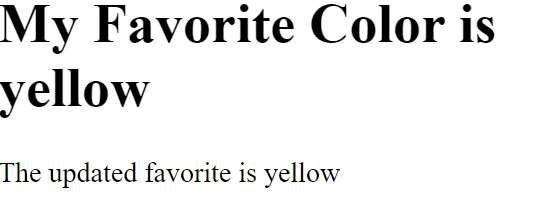 My Favorite Color is
yellow
The updated favorite is yellow